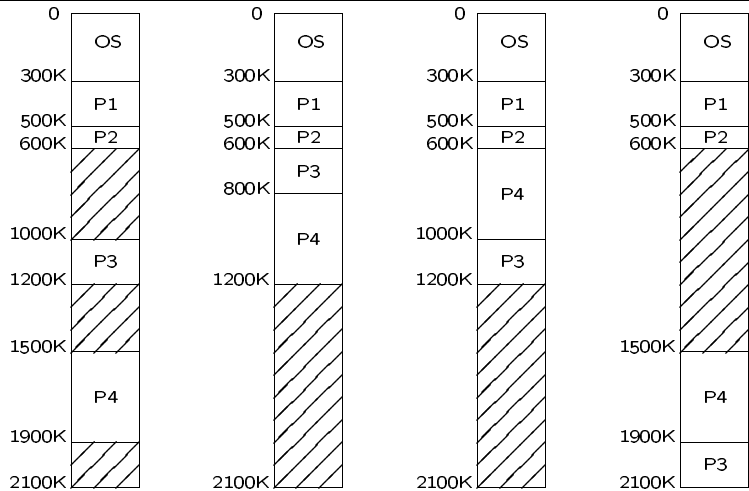 0 OS
300K
P1
500K
P2
600K
1000K
P3
1200K
1500K
P4
1900K
2100K
0 OS
300K
P1
500K
P2
600K
P3
800K
P4
1200K
2100K
0 OS
300K
P1
500K
P2
600K
P4
1000K
P3
1200K
2100K
0 OS
300K
P1
500K
P2
600K
1500K
P4
1900K
P3
2100K